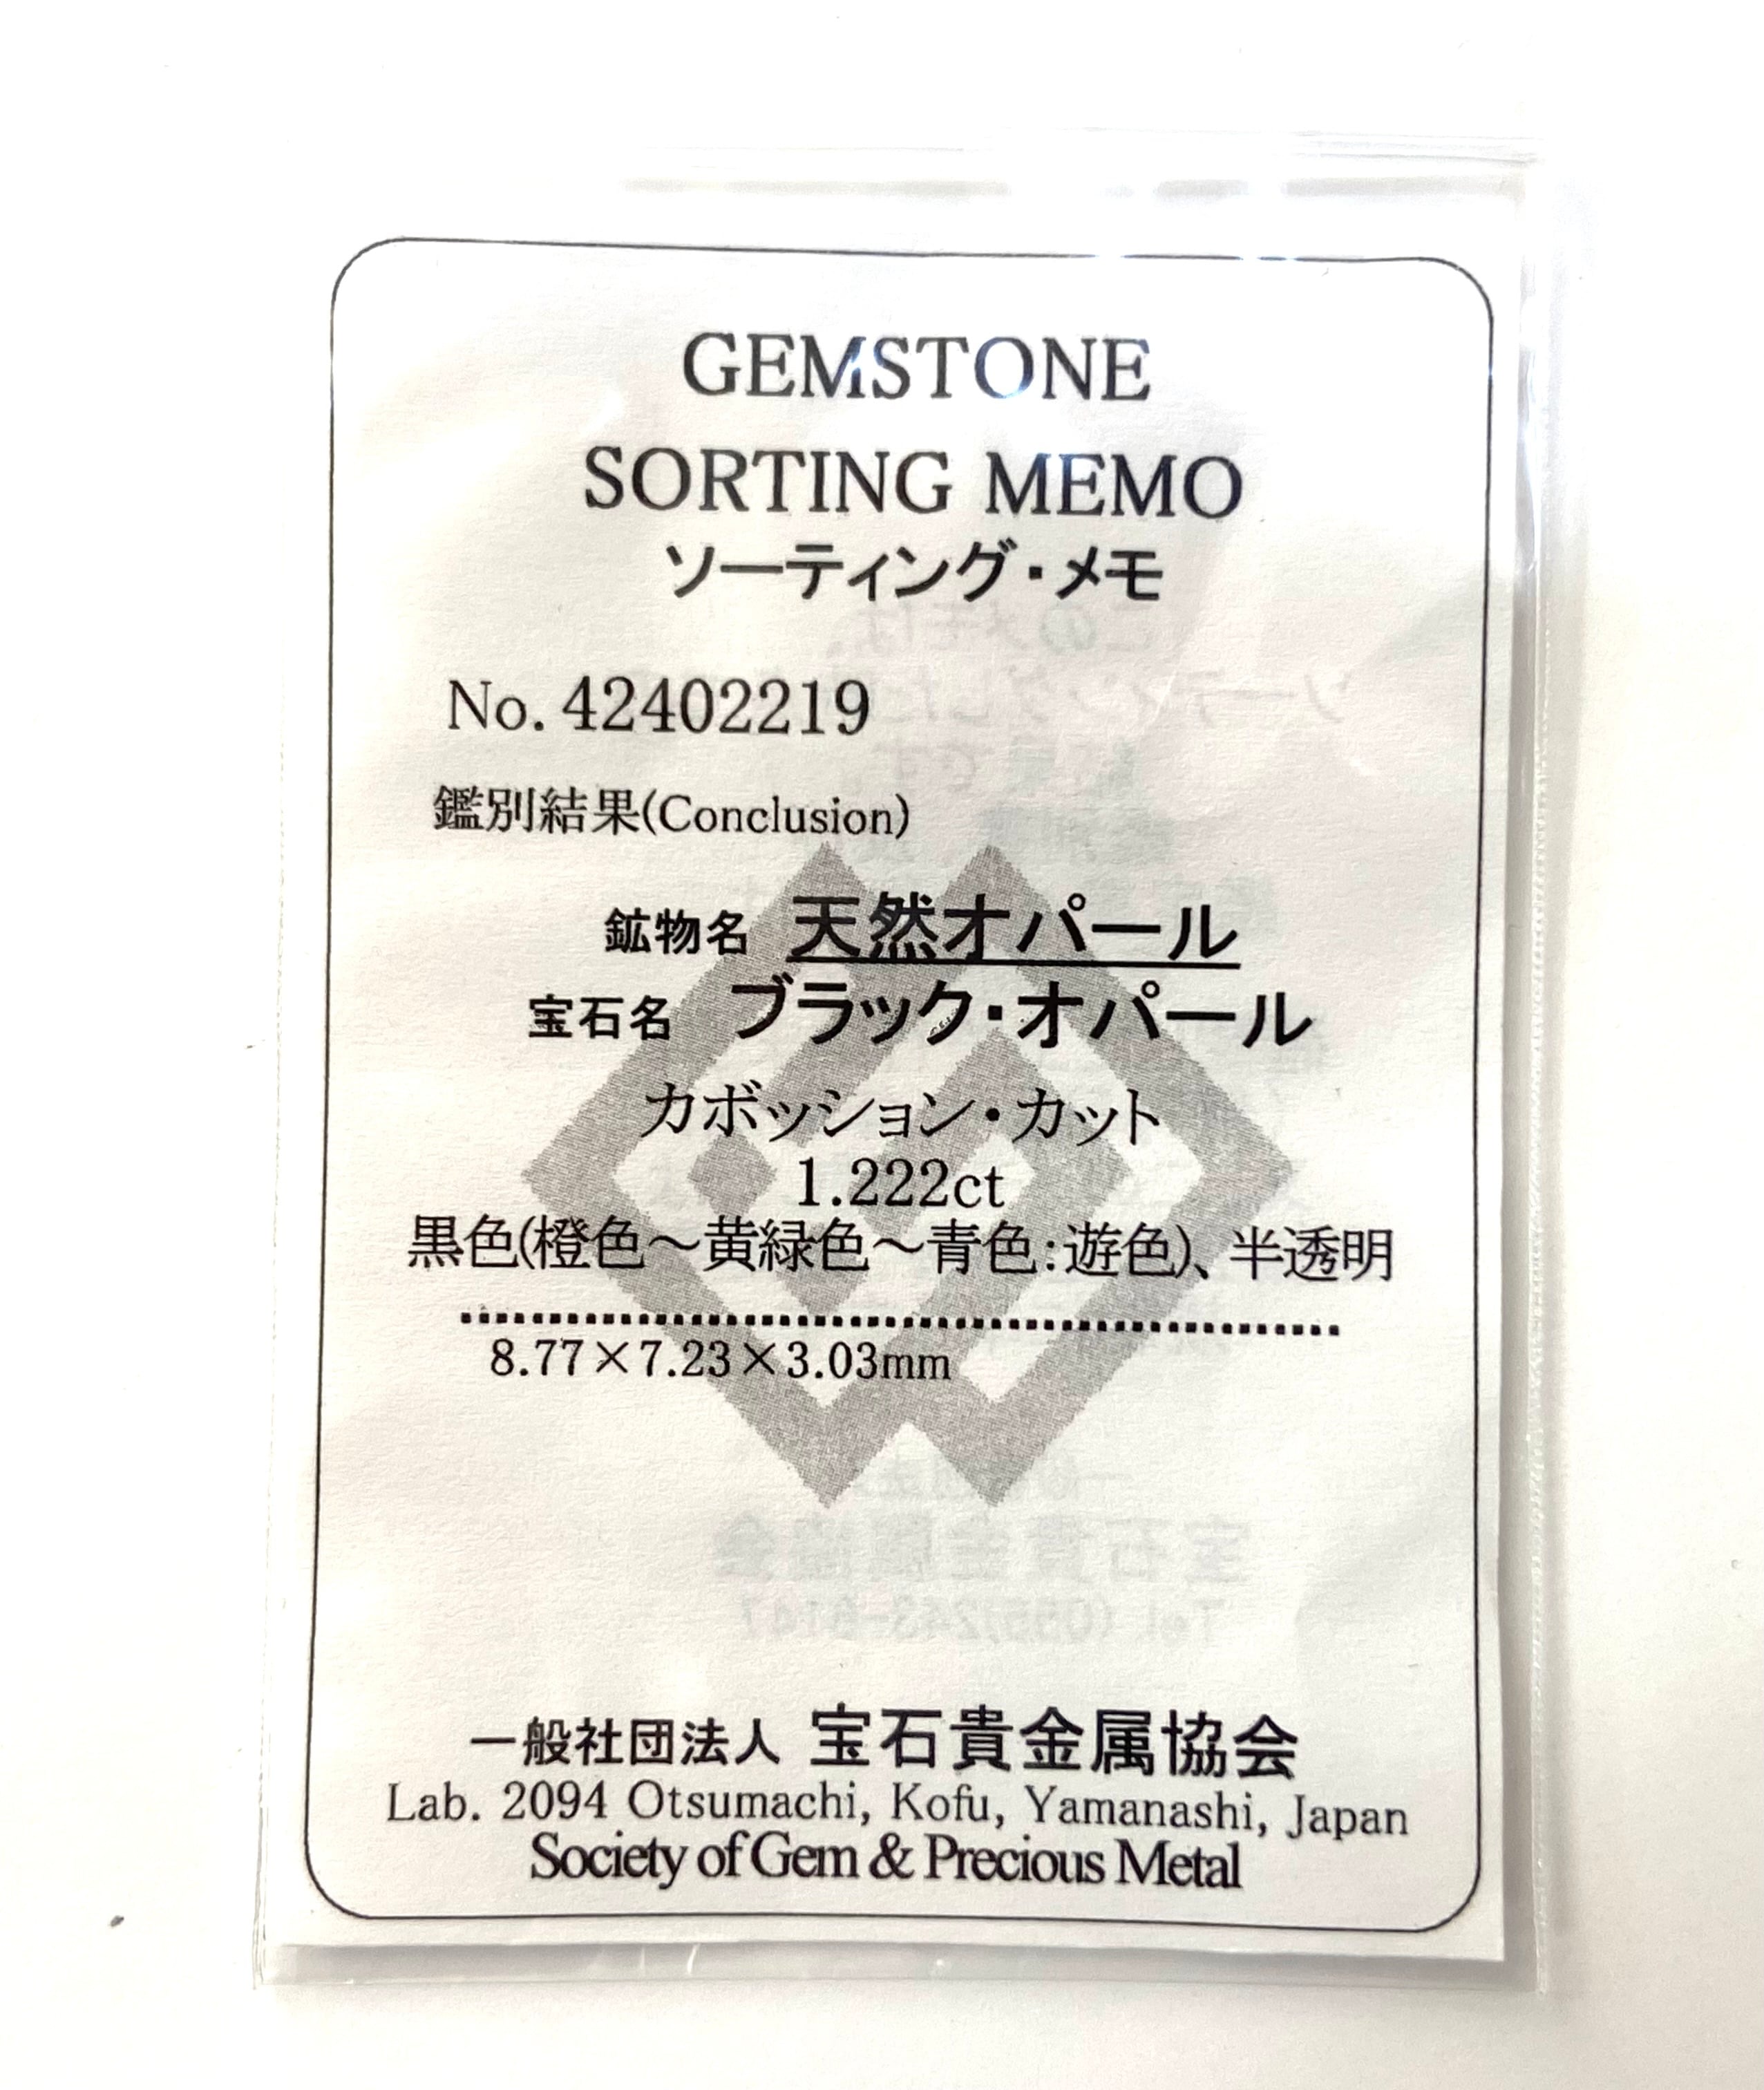 GEMSTONE
SORTING MEMO
ソーティング・メモ
No. 42402219
鑑別結果(Conclusion)
鉱物名 天然オパール
宝石名 ブラック・オパール
カボッション・カット
1.222ct
黒色(橙色～黄緑色～青色:遊色)、半透明
8.77×7.23×3.03mm
一般社団法人 宝石貴金属協会
Lab. 2094 Otsumachi, Kofu, Yamanashi, Japan
Society of Gem & Precious Metal